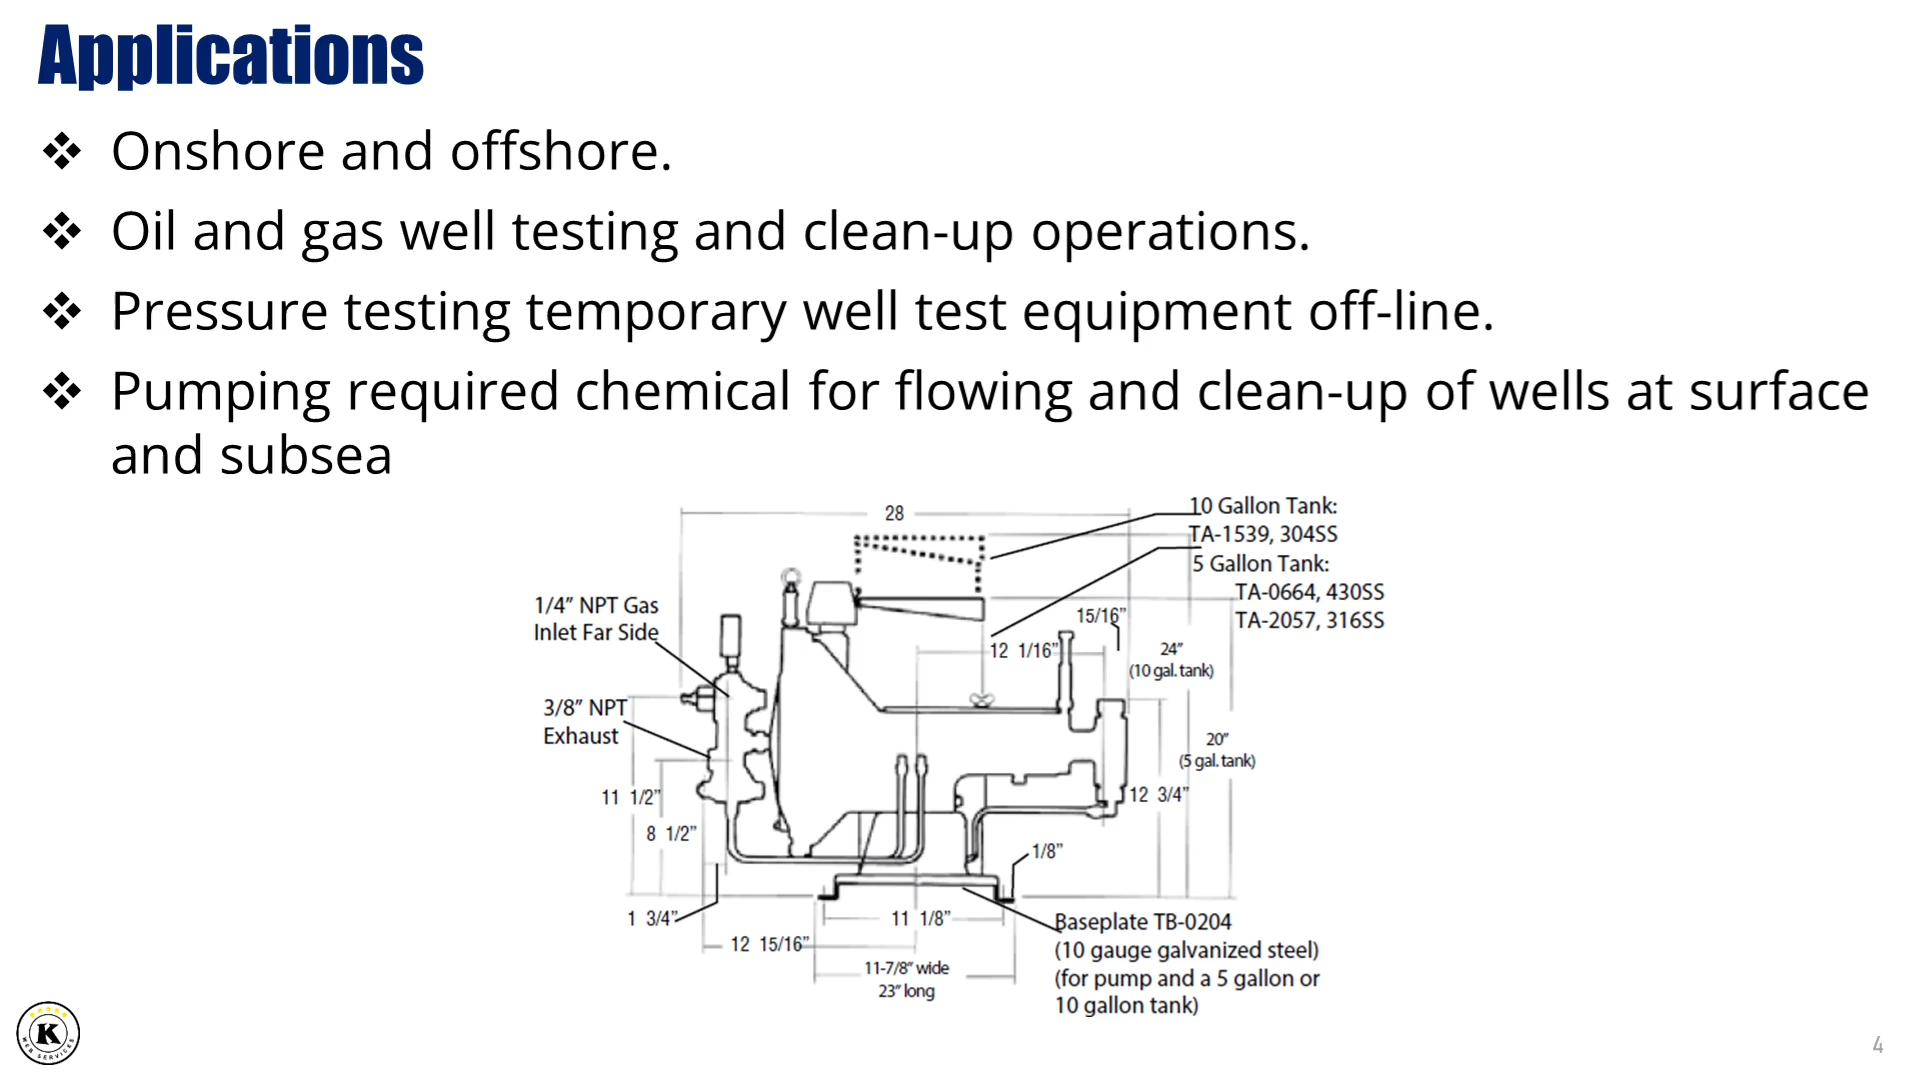 Applications
❖ Onshore and offshore.
❖ Oil and gas well testing and clean-up operations.
❖ Pressure testing temporary well test equipment off-line.
❖ Pumping required chemical for flowing and clean-up of wells at surface
and subsea
28
10 Gallon Tank:
TA-1539, 304SS
5 Gallon Tank:
TA-0664, 430SS
TA-2057, 316SS
1/4” NPT Gas
Inlet Far Side
15/16”
12 1/16”
24”
(10 gal. tank)
3/8” NPT
Exhaust
20”
(5 gal. tank)
11 1/2”
12 3/4”
8 1/2”
1/8”
1 3/4”
11 1/8”
12 15/16”
11-7/8” wide
23” long
Baseplate TB-0204
(10 gauge galvanized steel)
(for pump and a 5 gallon or
10 gallon tank)
K
WEB SERVICES
4